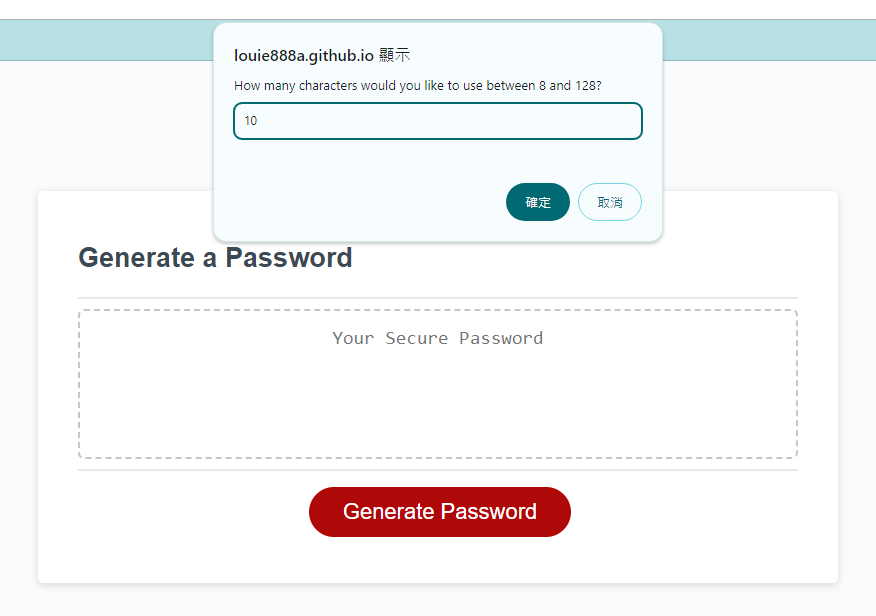 louie888a.github.io 顯示
How many characters would you like to use between 8 and 128?
10
確定 取消
Generate a Password
Your Secure Password
Generate Password